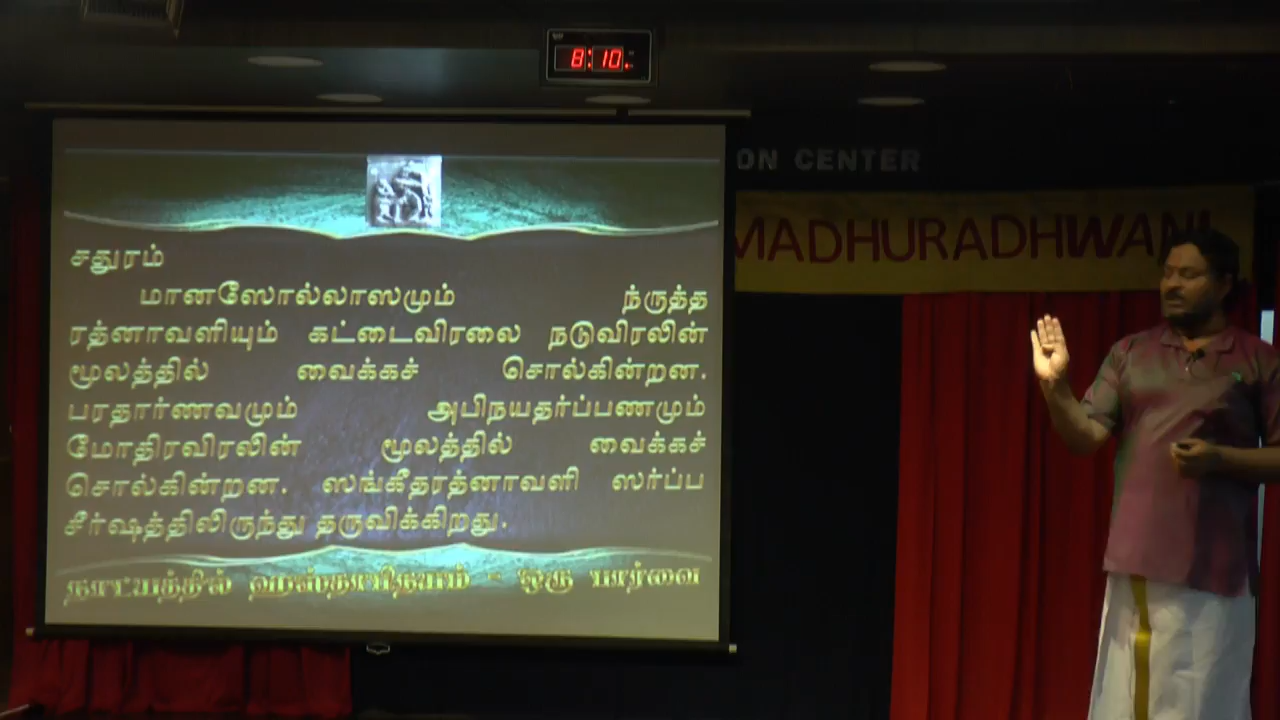 8:10
ON CENTER
MADHURADHWANI
சதுரம்
மானஸோல்லாஸமும் ந்ருத்த
ரத்னாவளியும் கட்டைவிரலை நடுவிரலின்
மூலத்தில் வைக்கச் சொல்கின்றன.
பரதார்ணவமும் அபிநயதர்ப்பணமும்
மோதிரவிரலின் மூலத்தில் வைக்கச்
சொல்கின்றன. ஸங்கீதரத்னாவளி ஸர்ப்ப
சீர்ஷத்திலிருந்து தருவிக்கிறது.
நாட்யத்தில் ஹஸ்தாபிநயம் - ஒரு பார்வை